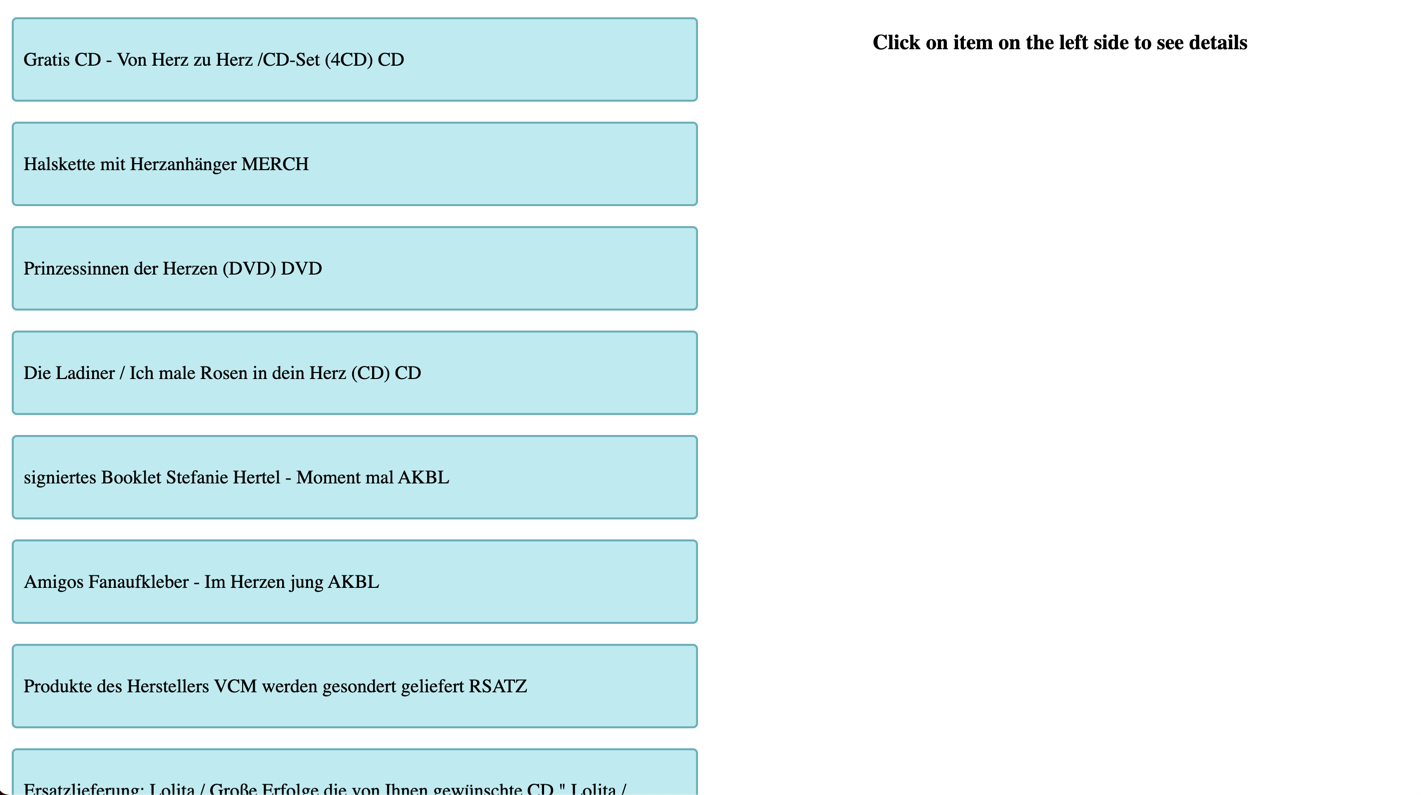 Gratis CD - Von Herz zu Herz /CD-Set (4CD) CD
Click on item on the left side to see details
Halskette mit Herzanhänger MERCH
Prinzessinnen der Herzen (DVD) DVD
Die Ladiner / Ich male Rosen in dein Herz (CD) CD
signiertes Booklet Stefanie Hertel - Moment mal AKBL
Amigos Fanaufkleber - Im Herzen jung AKBL
Produkte des Herstellers VCM werden gesondert geliefert RSATZ
Ersatzlieferung: Lolita / Große Erfolge die von Ihnen gewünschte CD " Lolita /